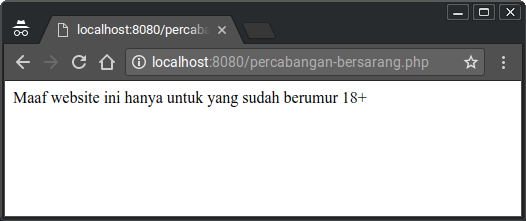 localhost:8080/percaba
localhost:8080/percabangan-bersarang.php
Maaf website ini hanya untuk yang sudah berumur 18+